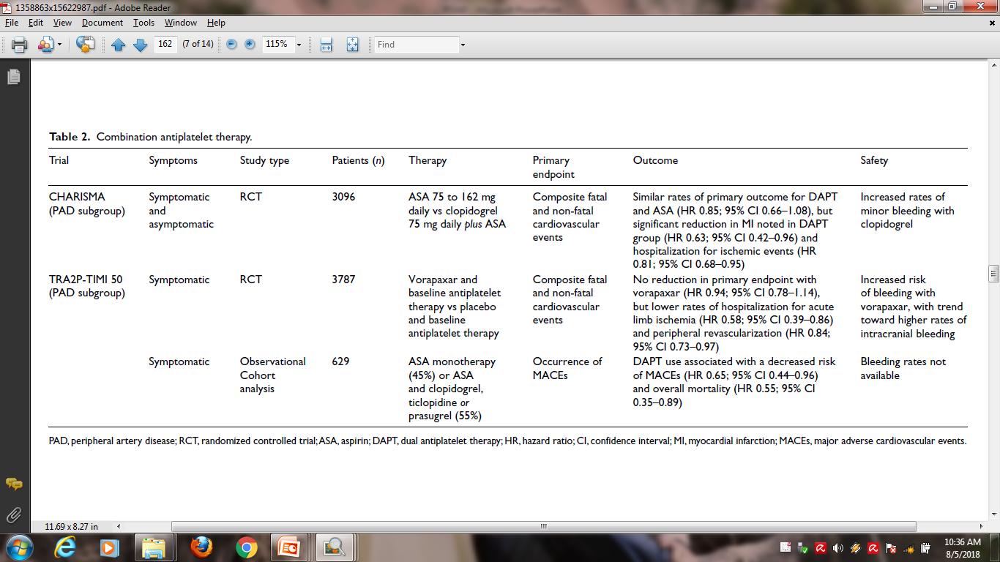 1358863x15622987.pdf - Adobe Reader
File Edit View Document Tools Window Help
162 (7 of 14) 115% Find
Table 2. Combination antiplatelet therapy.
Trial Symptoms Study type Patients (n) Therapy Primary Outcome Safety
endpoint
CHARISMA Symptomatic RCT 3096 ASA 75 to 162 mg Composite fatal Similar rates of primary outcome for DAPT Increased rates of
(PAD subgroup) and daily vs clopidogrel and non-fatal and ASA (HR 0.85; 95% CI 0.66–1.08), but minor bleeding with
asymptomatic 75 mg daily plus ASA cardiovascular significant reduction in MI noted in DAPT clopidogrel
events group (HR 0.63; 95% CI 0.42–0.96) and
hospitalization for ischemic events (HR
0.81; 95% CI 0.68–0.95)
TRA2P-TIMI 50 Symptomatic RCT 3787 Vorapaxar and Composite fatal No reduction in primary endpoint with Increased risk
(PAD subgroup) baseline antiplatelet and non-fatal vorapaxar (HR 0.94; 95% CI 0.78–1.14), of bleeding with
therapy vs placebo cardiovascular but lower rates of hospitalization for acute vorapaxar, with trend
and baseline events limb ischemia (HR 0.58; 95% CI 0.39–0.86) toward higher rates of
antiplatelet therapy and peripheral revascularization (HR 0.84; intracranial bleeding
95% CI 0.73–0.97)
Symptomatic Observational 629 ASA monotherapy Occurrence of DAPT use associated with a decreased risk Bleeding rates not
Cohort (45%) or ASA MACEs of MACEs (HR 0.65; 95% CI 0.44–0.96) available
analysis and clopidogrel, and overall mortality (HR 0.55; 95% CI
ticlopidine or 0.35–0.89)
prasugrel (55%)
PAD, peripheral artery disease; RCT, randomized controlled trial; ASA, aspirin; DAPT, dual antiplatelet therapy; HR, hazard ratio; CI, confidence interval; MI, myocardial infarction; MACEs, major adverse cardiovascular events.
11.69 x 8.27 in
10:36 AM
8/5/2018